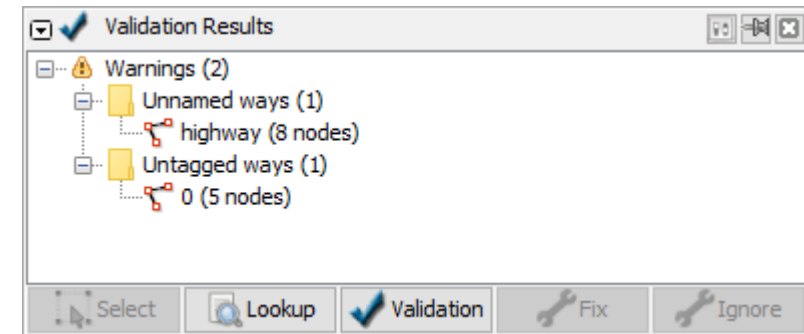 Validation Results
Warnings (2)
Unnamed ways (1)
highway (8 nodes)
Untagged ways (1)
0 (5 nodes)
Select Lookup Validation Fix Ignore